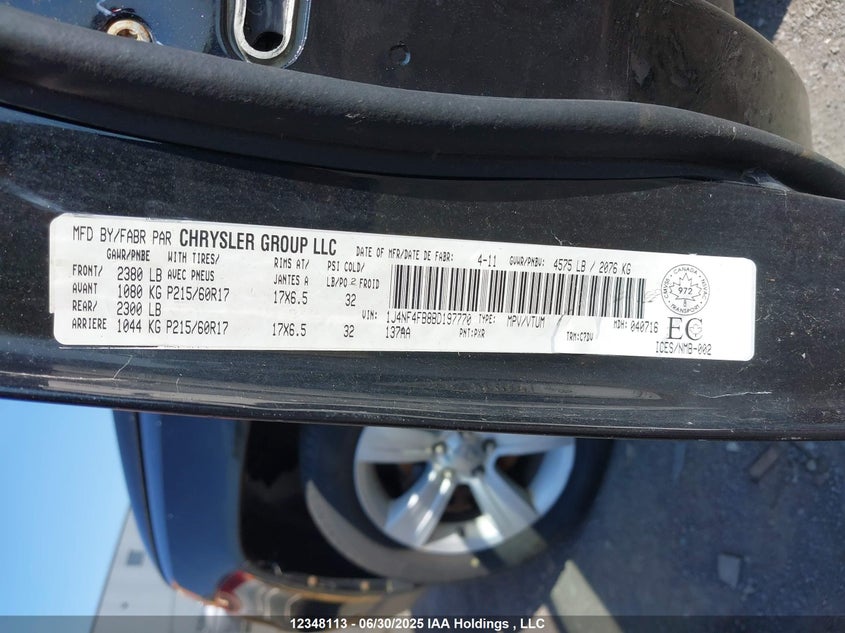 MFD BY/FABR PAR CHRYSLER GROUP LLC DATE OF MFR/DATE DE FABR: 4-11 GVWR/PNBV: 4575 LB / 2076 KG
GAWR/PNBE WITH TIRES/ RIMS AT/ PSI COLD/
FRONT/ 2380 LB AVEC PNEUS JANTES A LB/PO 2 FROID
AVANT 1080 KG P215/60R17 17X6.5 32
REAR/ 2300 LB
ARRIERE 1044 KG P215/60R17 17X6.5 32
VIN: 1J4NF4FB8BD197770 TYPE: MPV/VTUM MDH: 040716
137AA PNT: PXR TRM: C7DV
CANADA
TRANSPORT
972
EC
ICES/NMB-002
12348113 - 06/30/2025 IAA Holdings , LLC